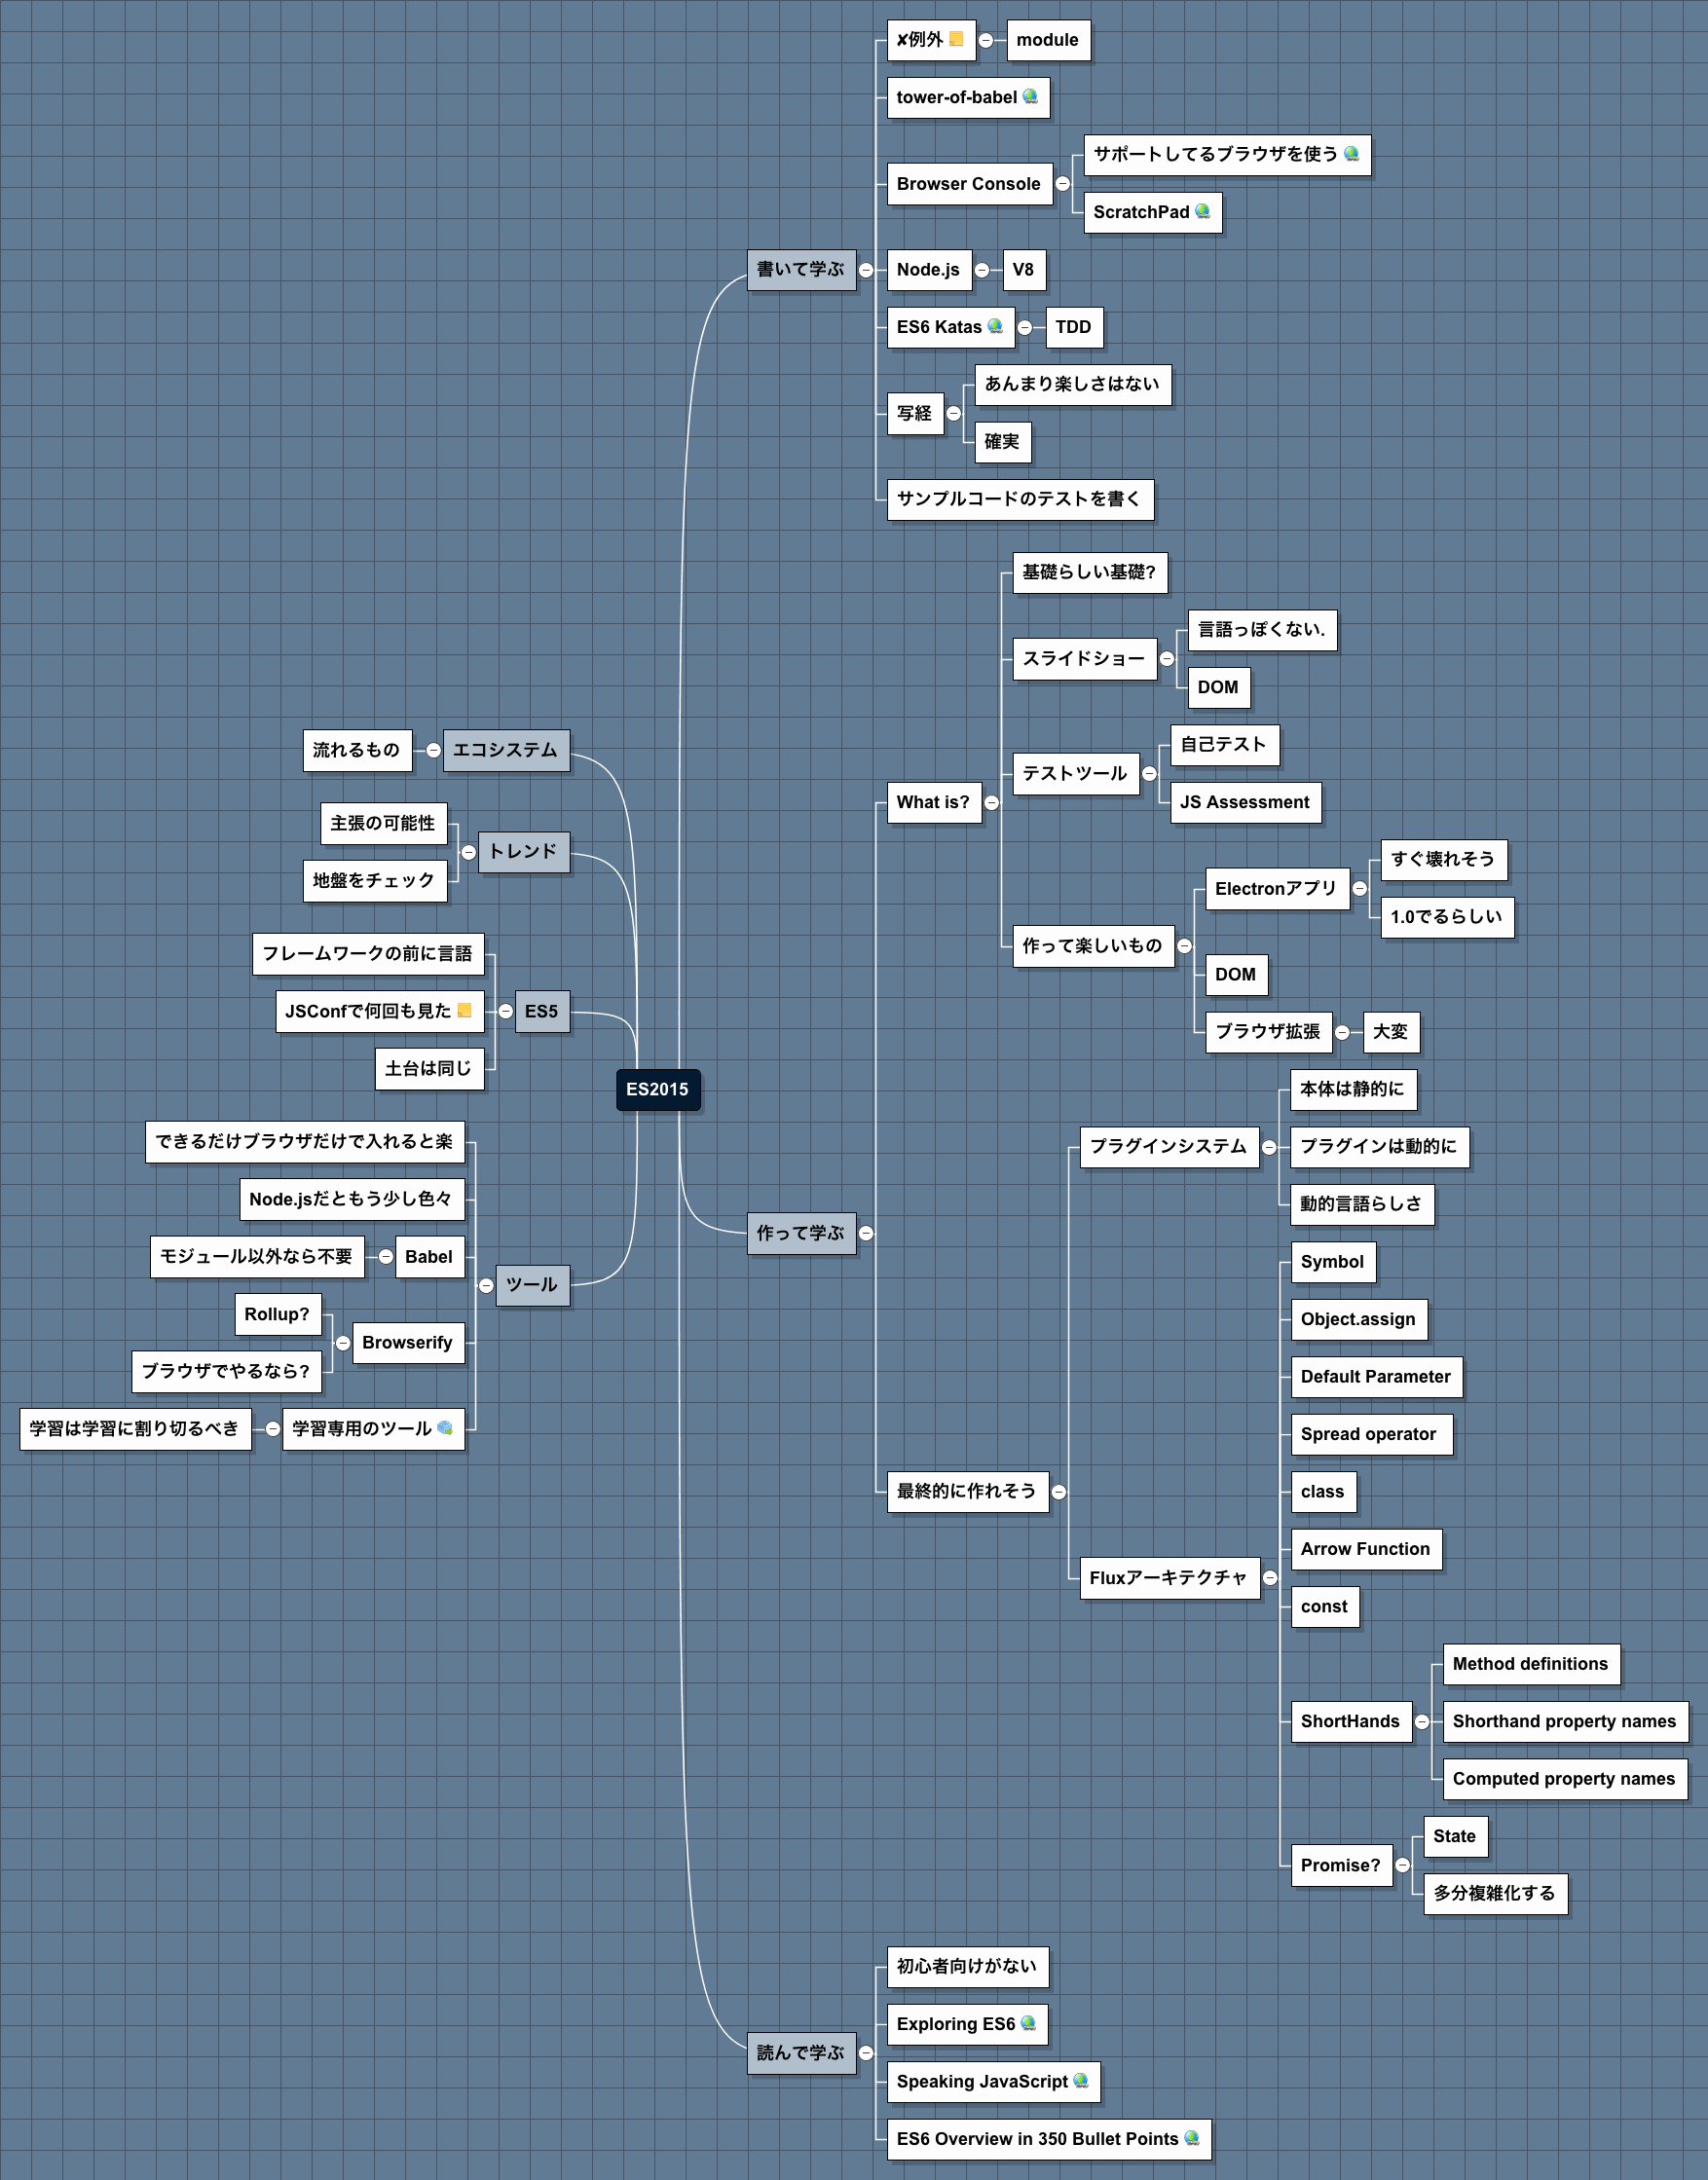 ✘例外
module
tower-of-babel
Browser Console
サポートしてるブラウザを使う
ScratchPad
書いて学ぶ
Node.js
V8
ES6 Katas
TDD
写経
あんまり楽しさはない
確実
サンプルコードのテストを書く
基礎らしい基礎?
スライドショー
言語っぽくない.
DOM
テストツール
自己テスト
JS Assessment
What is?
作って楽しいもの
Electronアプリ
すぐ壊れそう
1.0でるらしい
DOM
ブラウザ拡張
大変
作って学ぶ
プラグインシステム
本体は静的に
プラグインは動的に
動的言語らしさ
最終的に作れそう
Fluxアーキテクチャ
Symbol
Object.assign
Default Parameter
Spread operator
class
Arrow Function
const
ShortHands
Method definitions
Shorthand property names
Computed property names
Promise?
State
多分複雑化する
読んで学ぶ
初心者向けがない
Exploring ES6
Speaking JavaScript
ES6 Overview in 350 Bullet Points
ES2015
エコシステム
流れるもの
トレンド
主張の可能性
地盤をチェック
ES5
フレームワークの前に言語
JSConfで何回も見た
土台は同じ
ツール
できるだけブラウザだけで入れると楽
Node.jsだともう少し色々
Babel
モジュール以外なら不要
Browserify
Rollup?
ブラウザでやるなら?
学習専用のツール
学習は学習に割り切るべき